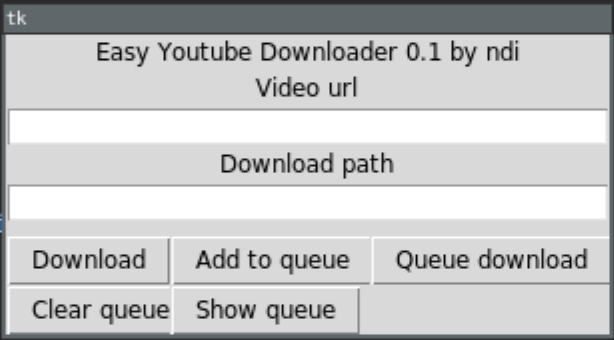 tk
Easy Youtube Downloader 0.1 by ndi
Video url
Download path
Download Add to queue Queue download
Clear queue Show queue